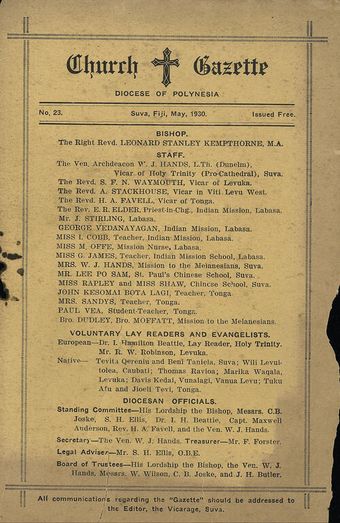 Church Gazette
DIOCESE OF POLYNESIA
No. 23. Suva, Fiji, May, 1930. Issued Free.
BISHOP.
The Right Revd. LEONARD STANLEY KEMPTHORNE, M.A.
STAFF.
The Ven. Archdeacon W. J. HANDS, L.Th. (Dunelm),
Vicar of Holy Trinity (Pro-Cathedral), Suva.
The Revd. S. F. N. WAYMOUTH, Vicar of Levuka.
The Revd. A. STACKHOUSE, Vicar in Viti Levu West.
The Revd. H. A. FAVELL, Vicar of Tonga.
The Rev. E. R. ELDER, Priest-in-Chg., Indian Mission, Labasa.
Mr. J. STIRLING, Labasa.
GEORGE YEDANAYAGAN, Indian Mission, Labasa.
MISS I. COBB, Teacher, Indian Mission, Labasa.
MISS M. OFFE, Mission Nurse, Labasa.
MISS G. JAMES, Teacher, Indian Mission School, Labasa.
MRS. W. J. HANDS, Mission to the Melanesians, Suva.
MR. LEE PO SAM, St. Paul's Chinese School, Suva.
MISS RAPLEY and MISS SHAW, Chinese School, Suva.
JOHN KESOMAI BOTA LAGI, Teacher, Tonga.
MRS. SANDYS, Teacher, Tonga.
PAUL VEA, Student-Teacher, Tonga.
Bro. DUDLEY, Bro. MOFFATT, Mission to the Melanesians.
VOLUNTARY LAY READERS AND EVANGELISTS.
European—Dr. I. Hamilton Beattie, Lay Reader, Holy Trinity.
Mr. R. W. Robinson, Levuka.
Native— Tevita Qereniu and Beni Taniela, Suva; Wili Levui-
tolea, Caubati; Thomas Ravioa; Marika Waqala,
Levuka; Davis Kedai, Vunalagi, Vanua Levu; Tuku
Afu and Jioeli Tevi, Tonga.
DIOCESAN OFFICIALS.
Standing Committee—His Lordship the Bishop, Messrs. C.B.
Joske, S. H. Ellis, Dr. I. H. Beattie, Capt. Maxwell
Anderson, Rev. H. A. Favell, and the Ven. W. J. Hands.
Secretary—The Ven. W. J. Hands. Treasurer—Mr. F. Forster.
Legal Adviser—Mr. S. H. Ellis, O.B.E.
Board of Trustees—His Lordship the Bishop, the Ven. W. J.
Hands, Messrs. W. Wilson, C. B. Joske, and J. H. Butler.
All communications regarding the "Gazette" should be addressed to
the Editor, the Vicarage, Suva.